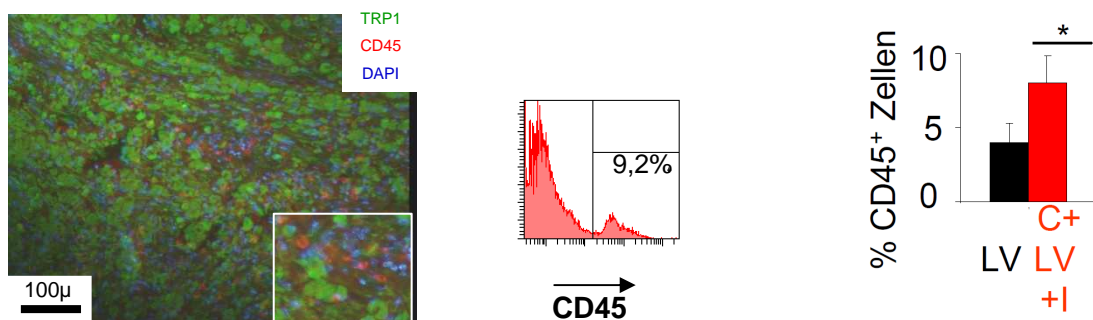 TRP1
CD45
DAPI
100µ
9,2%
CD45
% CD45⁺ Zellen
10
5
0
*
LV
C+
LV
+I